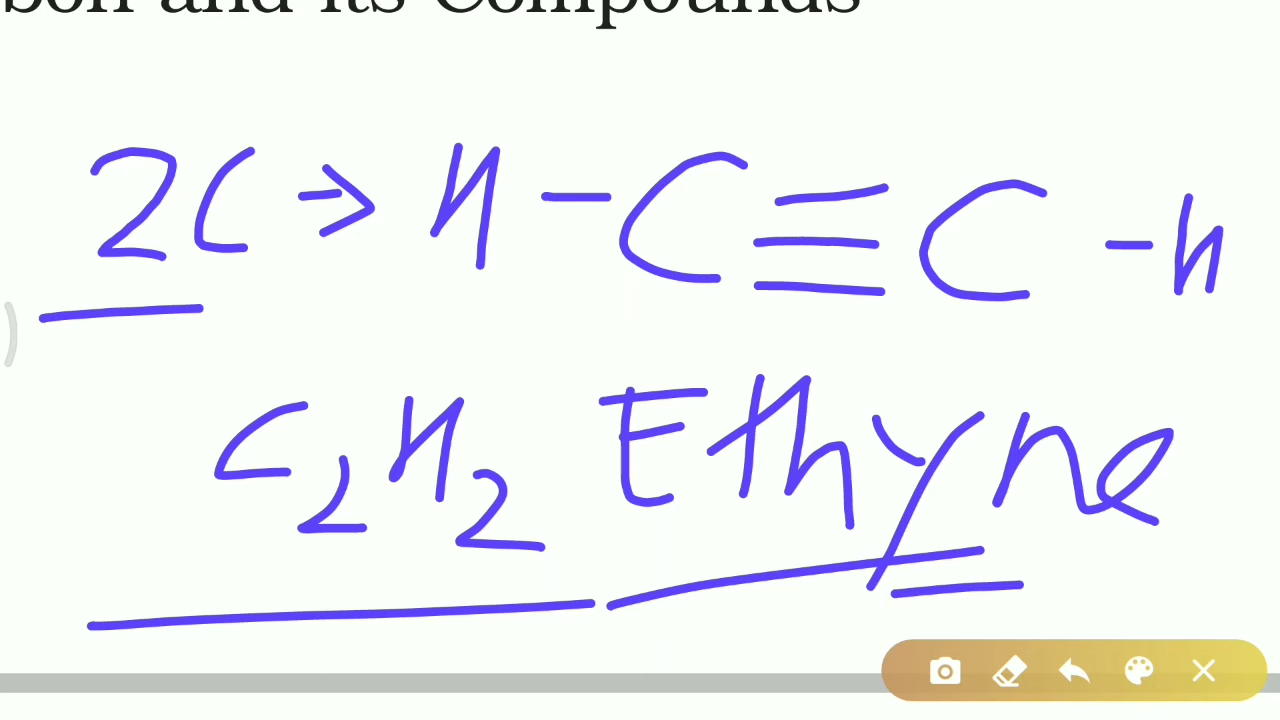 bon and its Compounds
2C → H - C ≡ C - H
C₂H₂ Ethyne